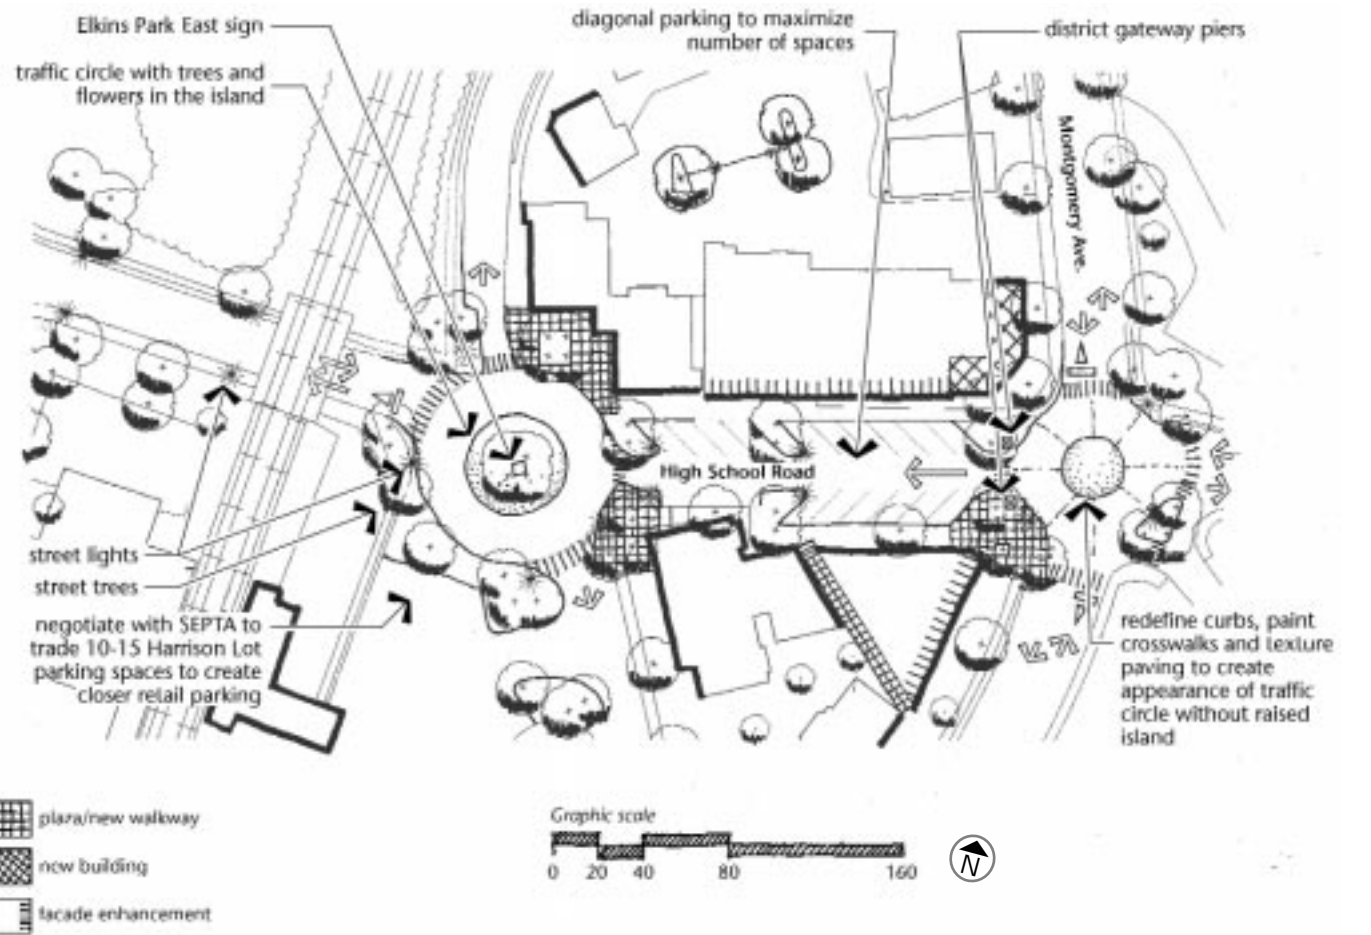 Elkins Park East sign
traffic circle with trees and
flowers in the island
diagonal parking to maximize
number of spaces
district gateway piers
Montgomery Ave.
High School Road
street lights
street trees
negotiate with SEPTA to
trade 10-15 Harrison Lot
parking spaces to create
closer retail parking
redefine curbs, paint
crosswalks and texture
paving to create
appearance of traffic
circle without raised
island
plaza/new walkway
new building
facade enhancement
Graphic scale
0 20 40 80 160
N